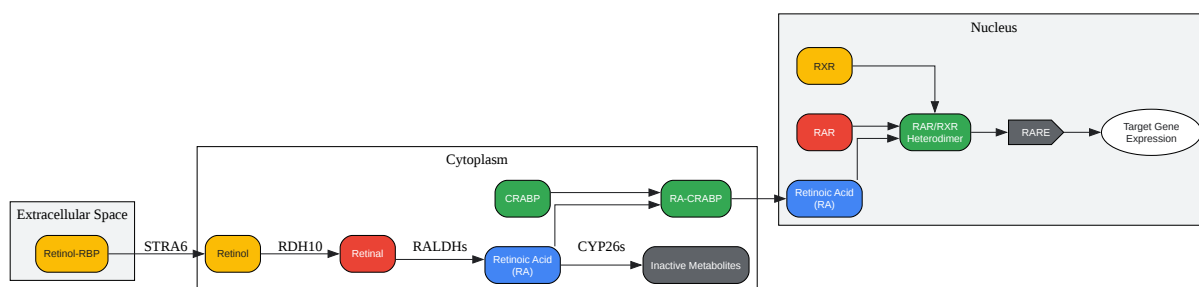 Nucleus
RXR
RAR
RAR/RXR
Heterodimer
RARE
Target Gene
Expression
Retinoic Acid
(RA)
Cytoplasm
CRABP
RA-CRABP
Extracellular Space
Retinol-RBP
STRA6
Retinol
RDH10
Retinal
RALDHs
Retinoic Acid
(RA)
CYP26s
Inactive Metabolites